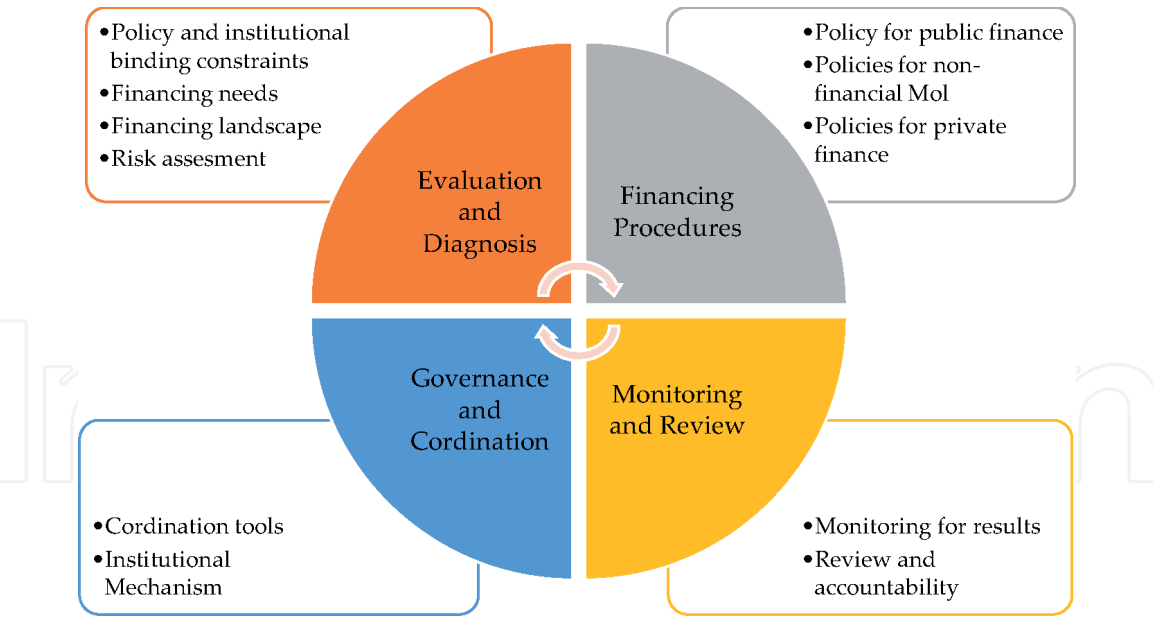 •Policy and institutional
binding constraints
•Financing needs
•Financing landscape
•Risk assesment
•Policy for public finance
•Policies for non-
financial MoI
•Policies for private
finance
Evaluation
and
Diagnosis
Financing
Procedures
Governance
and
Cordination
Monitoring
and Review
•Cordination tools
•Institutional
Mechanism
•Monitoring for results
•Review and
accountability